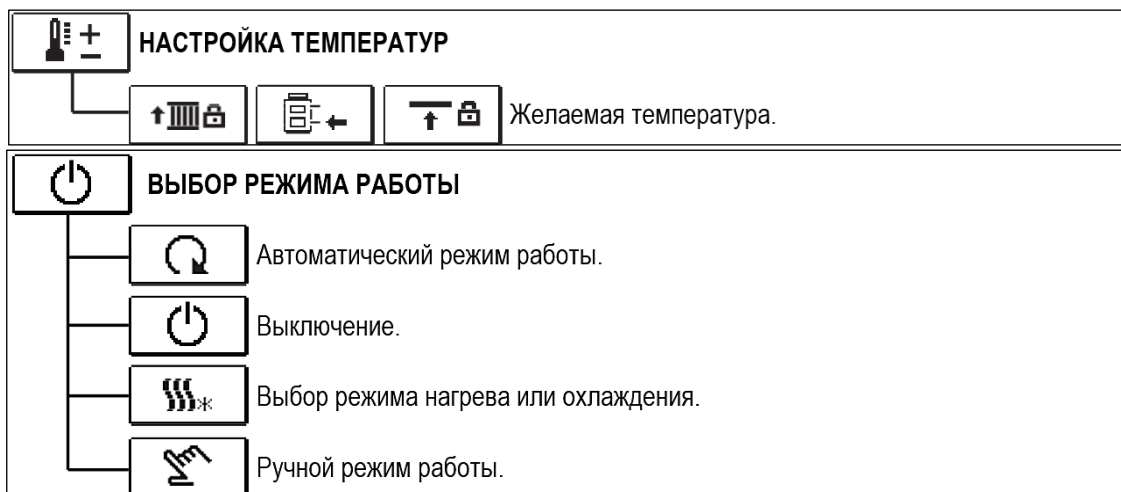 НАСТРОЙКА ТЕМПЕРАТУР
Желаемая температура.
ВЫБОР РЕЖИМА РАБОТЫ
Автоматический режим работы.
Выключение.
Выбор режима нагрева или охлаждения.
Ручной режим работы.